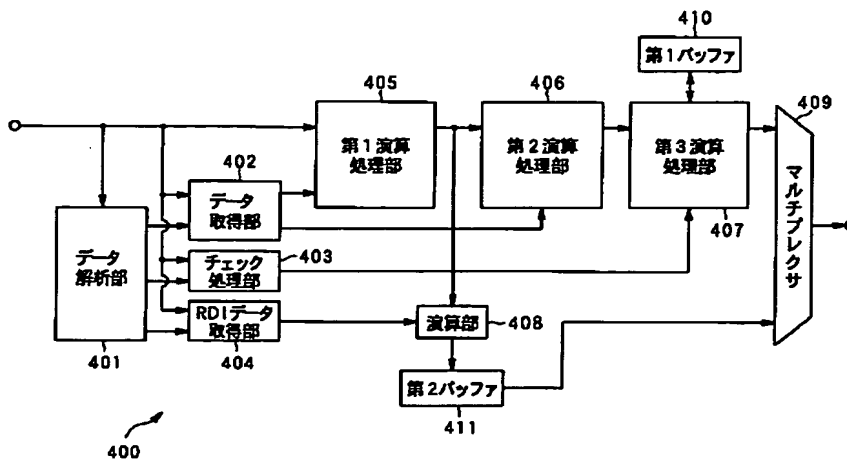 410
第1バッファ
405
406
409
第1演算
処理部
第2演算
処理部
第3演算
処理部
マルチプレクサ
402
データ
取得部
407
データ
解析部
チェック
処理部
403
RDIデータ
取得部
演算部
408
401
404
第2バッファ
411
400